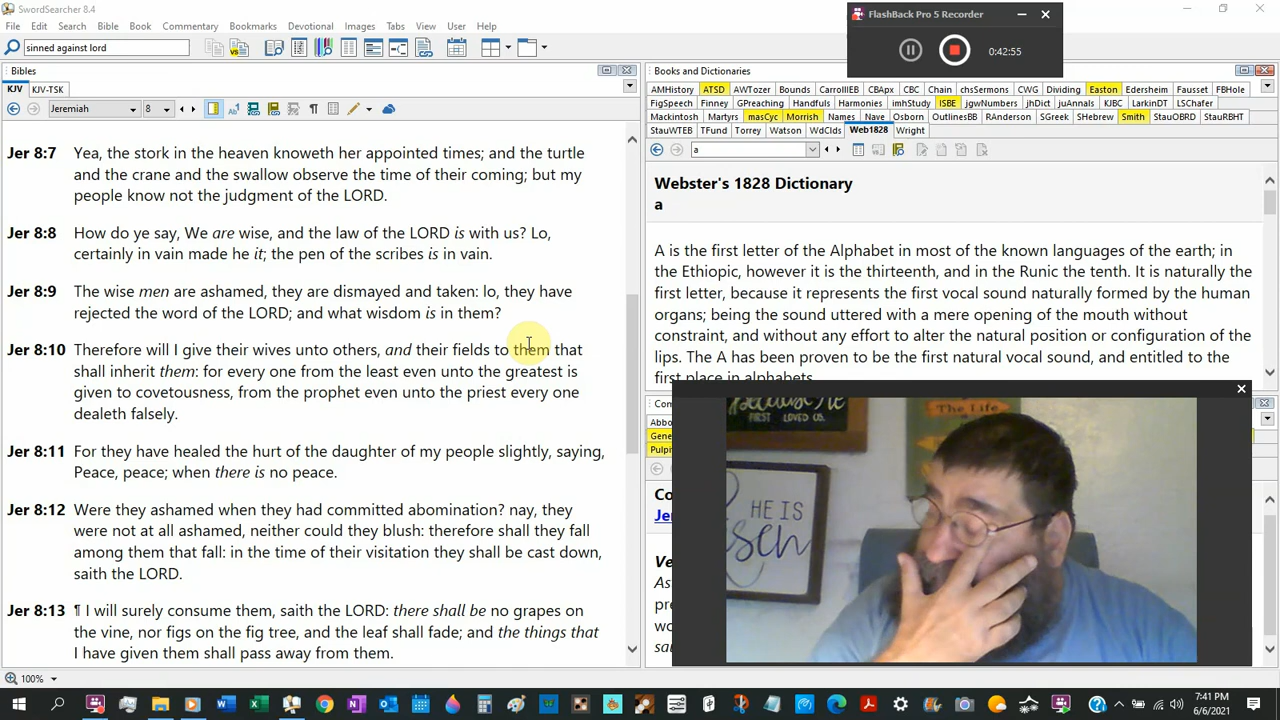 SwordSearcher 8.4
File Edit Search Bible Book Commentary Bookmarks Devotional Images Tabs View User Help
sinned against lord
FlashBack Pro 5 Recorder
0:42:55
Bibles
KJV KJV-TSK
Jeremiah 8
Jer 8:7 Yea, the stork in the heaven knoweth her appointed times; and the turtle
and the crane and the swallow observe the time of their coming; but my
people know not the judgment of the LORD.
Jer 8:8 How do ye say, We are wise, and the law of the LORD is with us? Lo,
certainly in vain made he it; the pen of the scribes is in vain.
Jer 8:9 The wise men are ashamed, they are dismayed and taken: lo, they have
rejected the word of the LORD; and what wisdom is in them?
Jer 8:10 Therefore will I give their wives unto others, and their fields to them that
shall inherit them: for every one from the least even unto the greatest is
given to covetousness, from the prophet even unto the priest every one
dealeth falsely.
Jer 8:11 For they have healed the hurt of the daughter of my people slightly, saying,
Peace, peace; when there is no peace.
Jer 8:12 Were they ashamed when they had committed abomination? nay, they
were not at all ashamed, neither could they blush: therefore shall they fall
among them that fall: in the time of their visitation they shall be cast down,
saith the LORD.
Jer 8:13 ¶ I will surely consume them, saith the LORD: there shall be no grapes on
the vine, nor figs on the fig tree, and the leaf shall fade; and the things that
I have given them shall pass away from them.
100%
Books and Dictionaries
AMHistory ATSD AWTozer Bounds CarrollEB CBApx CBC Chain chsSermons CWG Dividing Easton Edersheim Fausset FBHole
FigSpeech Finney GPreaching Handfuls Harmonies imhStudy ISBE jgwNumbers jhDict juAnnals KJBC LarkinDT LSChafer
Mackintosh Martyrs masCyc Morrish Names Nave Osborn OutlinesBB RAnderson SGreek SHebrew Smith StauOBRD StauRBHT
StauWTEB TFund Torrey Watson WdClds Web1828 Wright
a
Webster's 1828 Dictionary
a
A is the first letter of the Alphabet in most of the known languages of the earth; in
the Ethiopic, however it is the thirteenth, and in the Runic the tenth. It is naturally the
first letter, because it represents the first vocal sound naturally formed by the human
organs; being the sound uttered with a mere opening of the mouth without
constraint, and without any effort to alter the natural position or configuration of the
lips. The A has been proven to be the first natural vocal sound, and entitled to the
first place in alphabets.
Because He
FIRST LOVED US.
The Life
HE IS
Risen
7:41 PM
6/6/2021